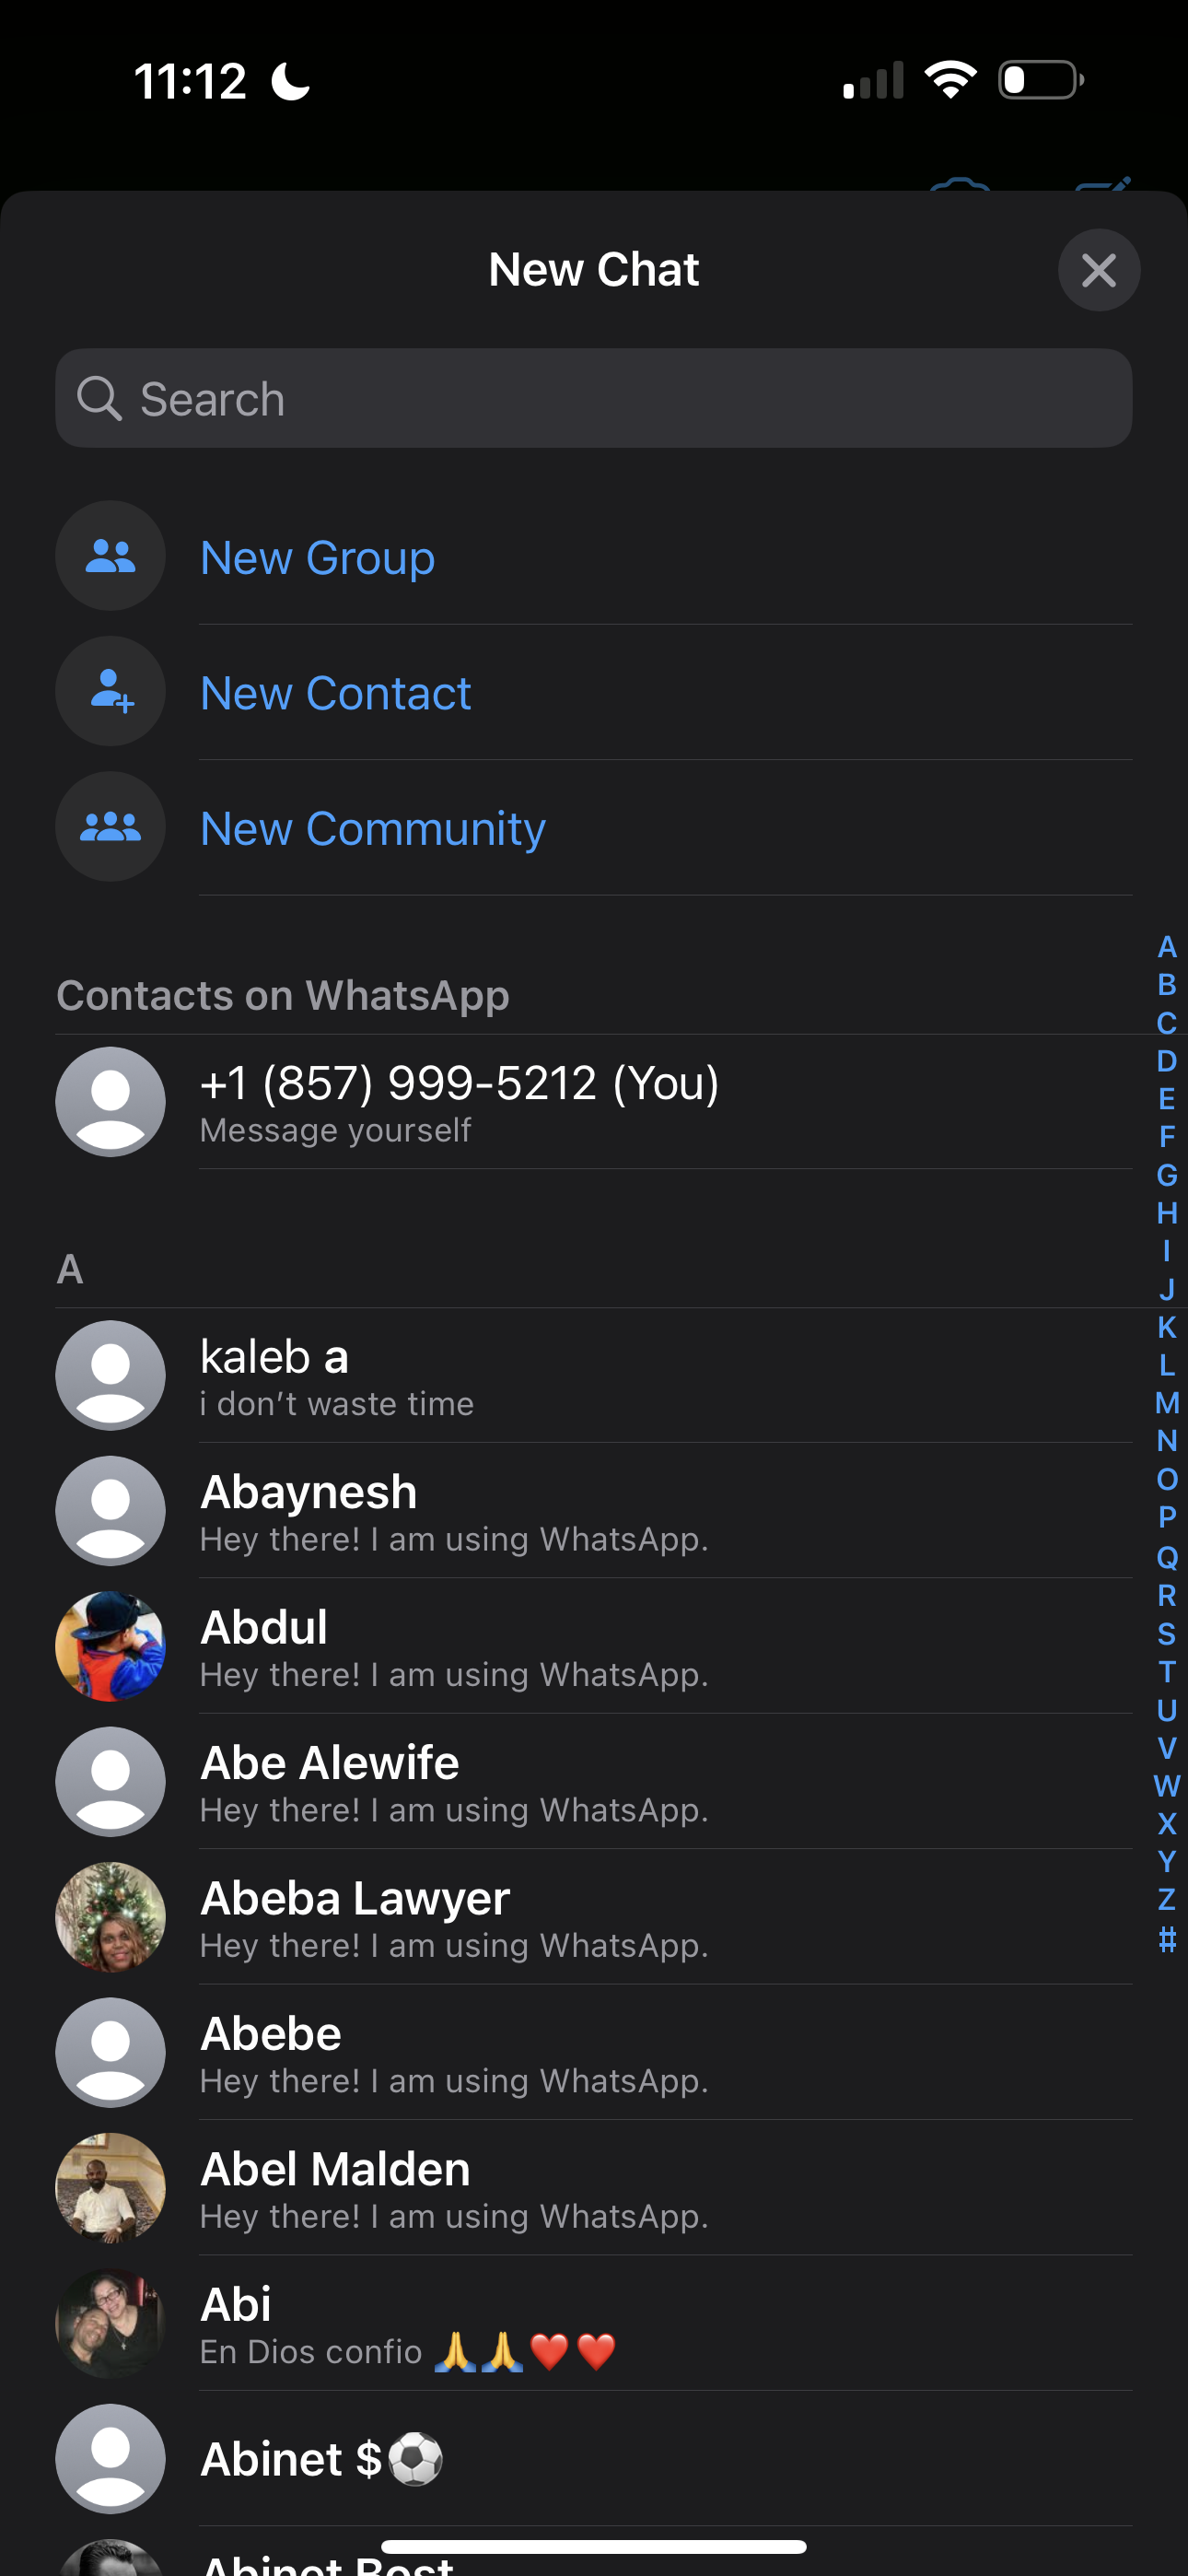 11:12
New Chat
Search
New Group
New Contact
New Community
Contacts on WhatsApp
+1 (857) 999-5212 (You)
Message yourself
A
kaleb a
i don’t waste time
Abaynesh
Hey there! I am using WhatsApp.
Abdul
Hey there! I am using WhatsApp.
Abe Alewife
Hey there! I am using WhatsApp.
Abeba Lawyer
Hey there! I am using WhatsApp.
Abebe
Hey there! I am using WhatsApp.
Abel Malden
Hey there! I am using WhatsApp.
Abi
En Dios confio 🙏🙏❤️❤️
Abinet $⚽
Abinet Best
A
B
C
D
E
F
G
H
I
J
K
L
M
N
O
P
Q
R
S
T
U
V
W
X
Y
Z
#